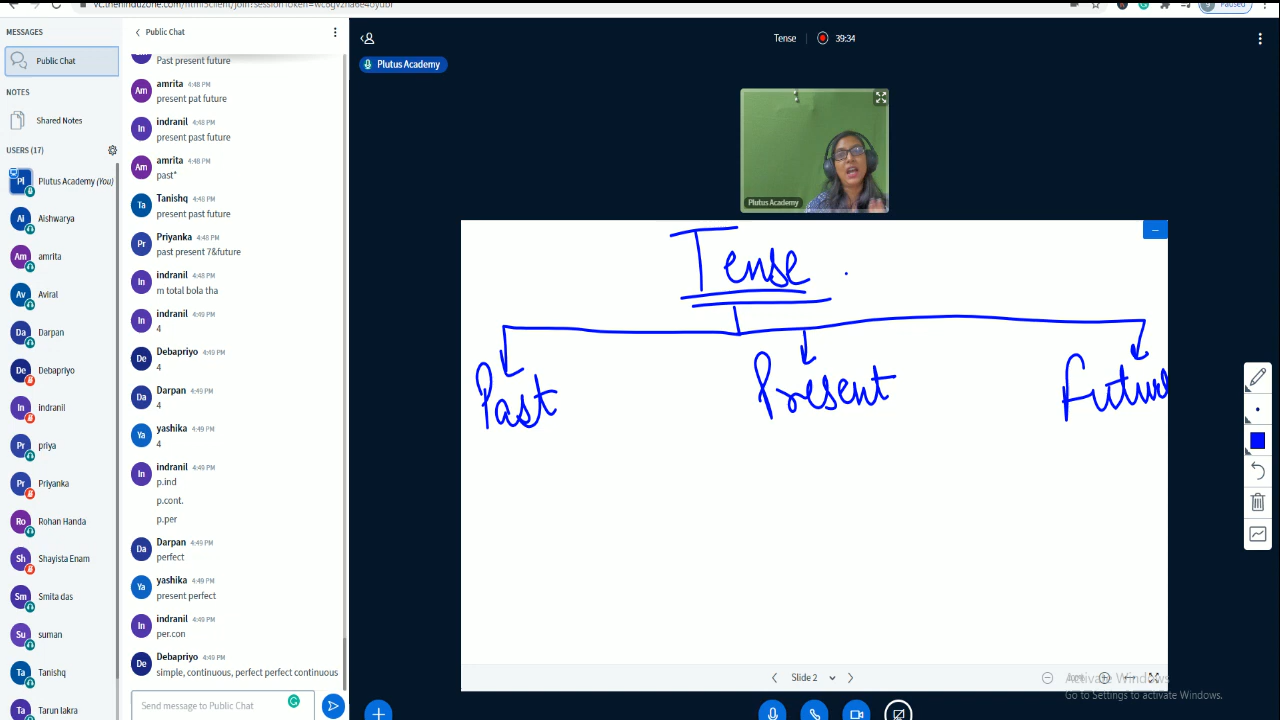 Paused
MESSAGES
Public Chat
NOTES
Shared Notes
USERS (17)
Plutus Academy (You)
Aishwarya
amrita
Aviral
Darpan
Debapriyo
Indranil
priya
Priyanka
Rohan Handa
Shayista Enam
Smita das
suman
Tanishq
Tarun lakra
Public Chat
Past present future
amrita 4:48 PM
present pat future
indranil 4:48 PM
present past future
amrita 4:48 PM
past*
Tanishq 4:48 PM
present past future
Priyanka 4:48 PM
past present 7&future
indranil 4:48 PM
m total bola tha
indranil 4:49 PM
4
Debapriyo 4:49 PM
4
Darpan 4:49 PM
4
yashika 4:49 PM
4
indranil 4:49 PM
p.ind
p.cont.
p.per
Darpan 4:49 PM
perfect
yashika 4:49 PM
present perfect
indranil 4:49 PM
per.con
Debapriyo 4:49 PM
simple, continuous, perfect perfect continuous
Send message to Public Chat
Tense 39:34
Plutus Academy
Plutus Academy
Tense
Past Present Future
Slide 2
Activate Windows
Go to Settings to activate Windows.